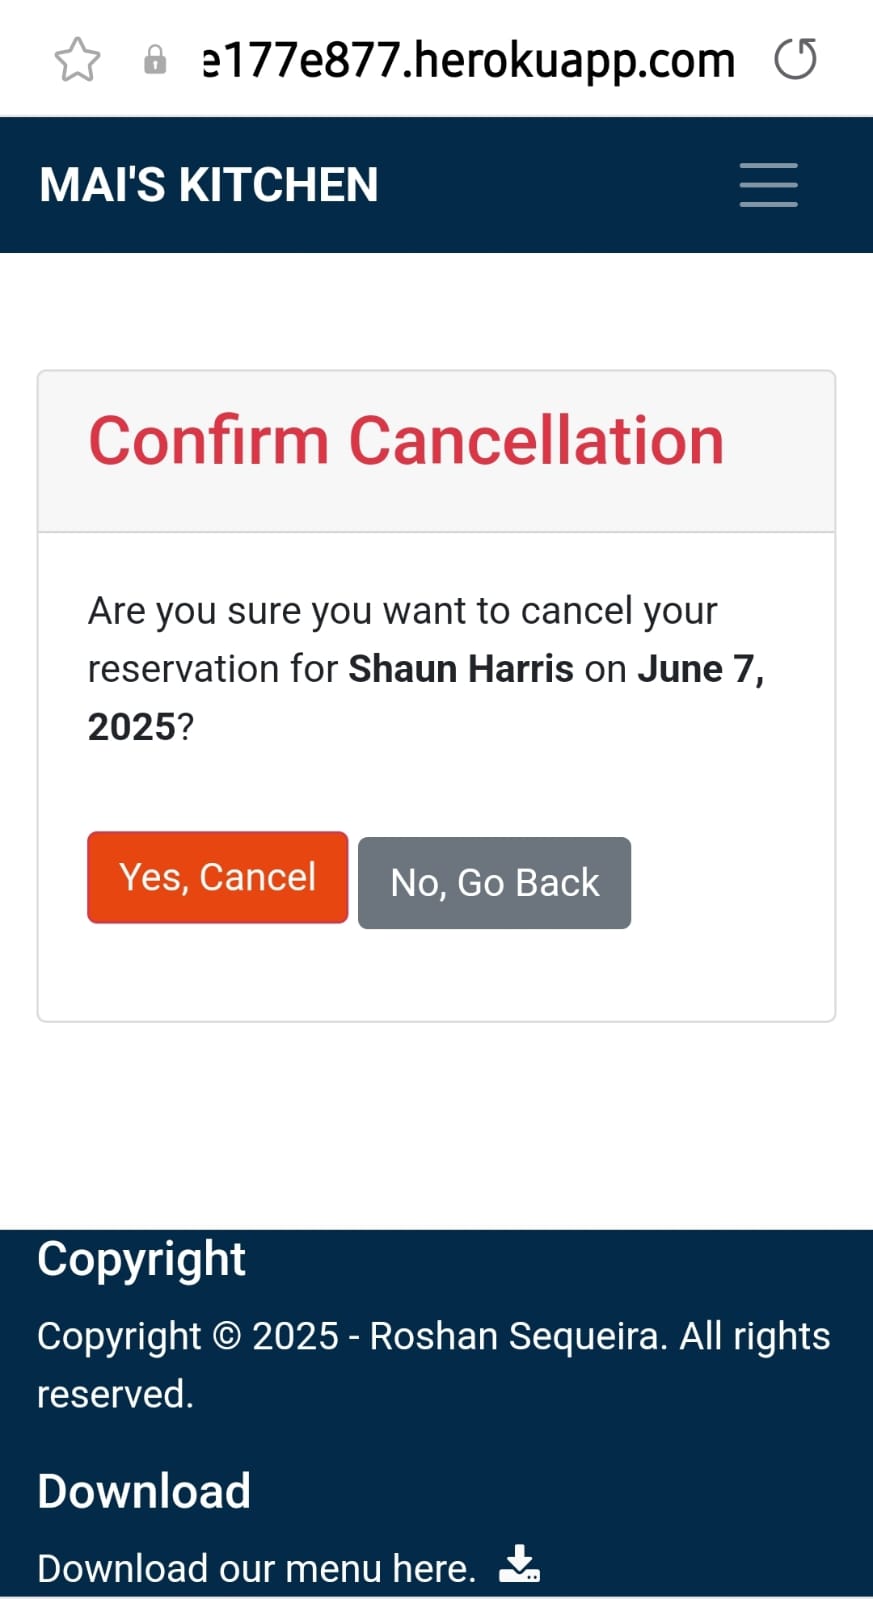 e177e877.herokuapp.com
MAI'S KITCHEN
Confirm Cancellation
Are you sure you want to cancel your
reservation for Shaun Harris on June 7,
2025?
Yes, Cancel
No, Go Back
Copyright
Copyright © 2025 - Roshan Sequeira. All rights
reserved.
Download
Download our menu here.